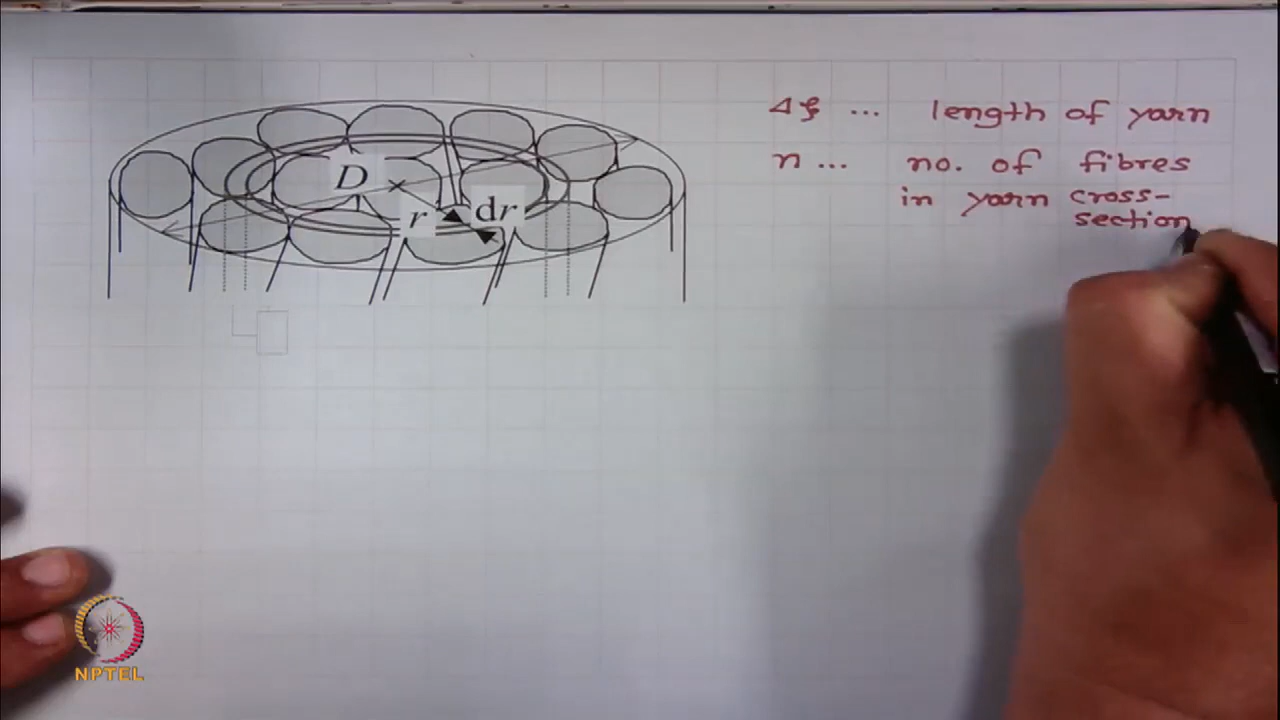 Δξ ... length of yarn
n ... no. of fibres
in yarn cross-
section
D
r
dr
NPTEL